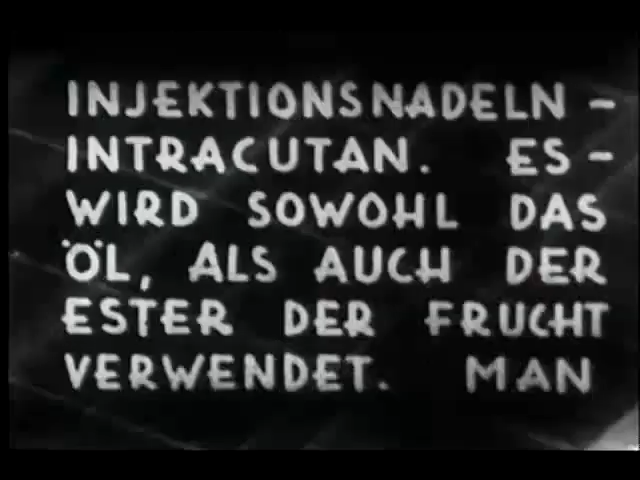 INJEKTIONSNADELN -
INTRACUTAN. ES -
WIRD SOWOHL DAS
ÖL, ALS AUCH DER
ESTER DER FRUCHT
VERWENDET. MAN